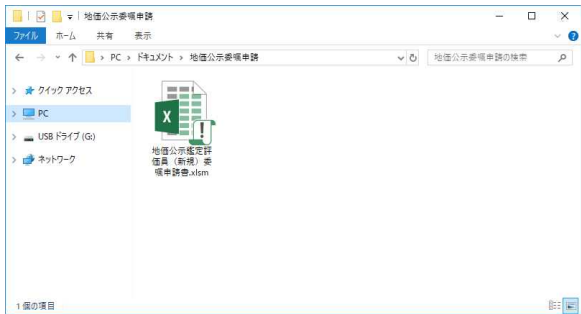 地価公示委嘱申請
ファイル ホーム 共有 表示
PC › ドキュメント › 地価公示委嘱申請
地価公示委嘱申請の検索
クイック アクセス
PC
USB ドライブ (G:)
ネットワーク
地価公示鑑定評
価員（新規）委
嘱申請書.xlsm
1 個の項目